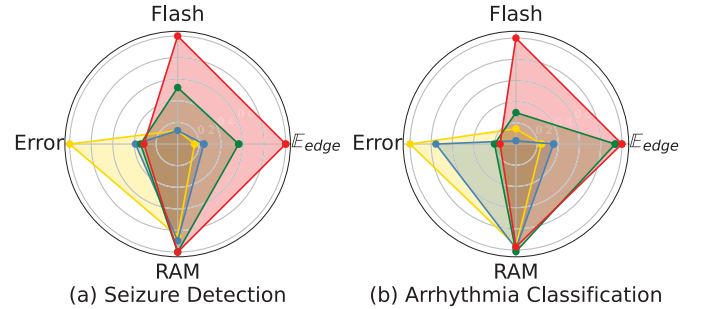 Flash
Flash
Error
𝔼edge
Error
𝔼edge
RAM
RAM
(a) Seizure Detection
(b) Arrhythmia Classification